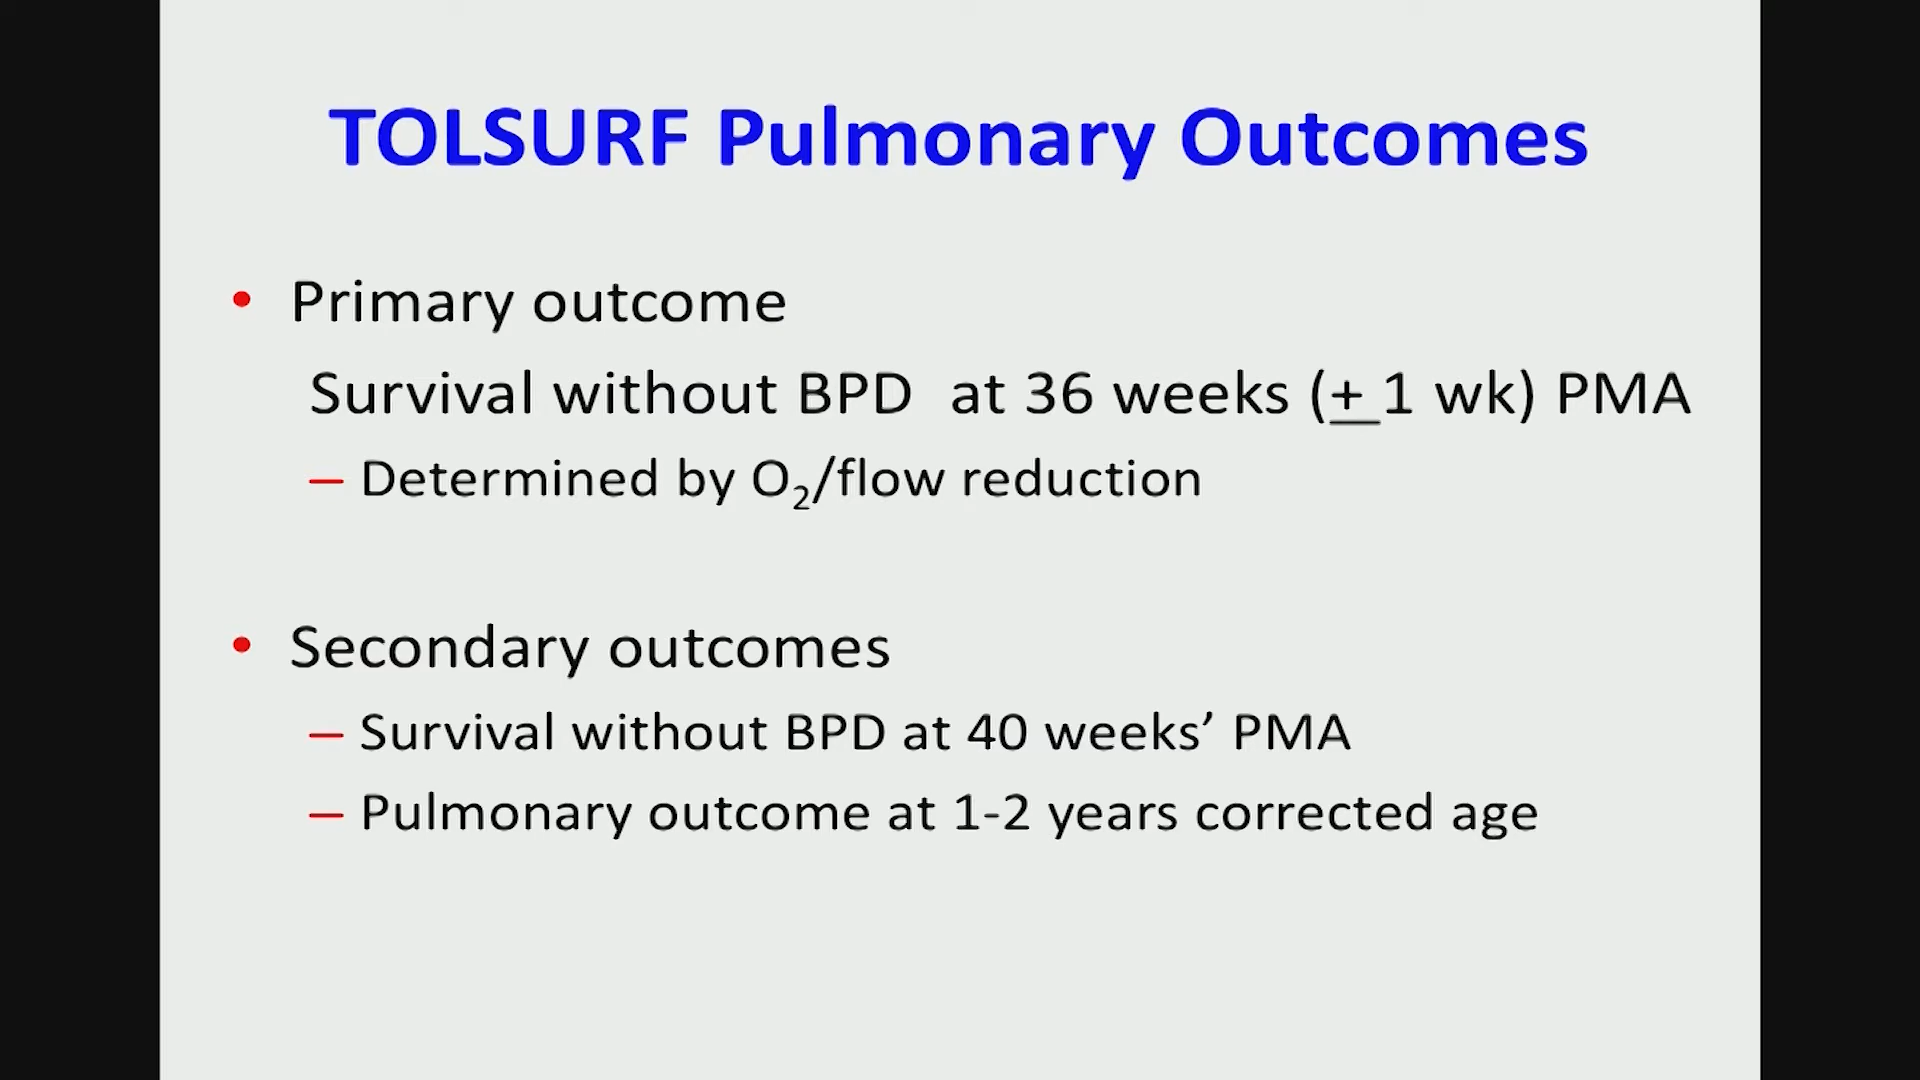 TOLSURF Pulmonary Outcomes
• Primary outcome
Survival without BPD at 36 weeks (+ 1 wk) PMA
– Determined by O₂/flow reduction
• Secondary outcomes
– Survival without BPD at 40 weeks’ PMA
– Pulmonary outcome at 1-2 years corrected age